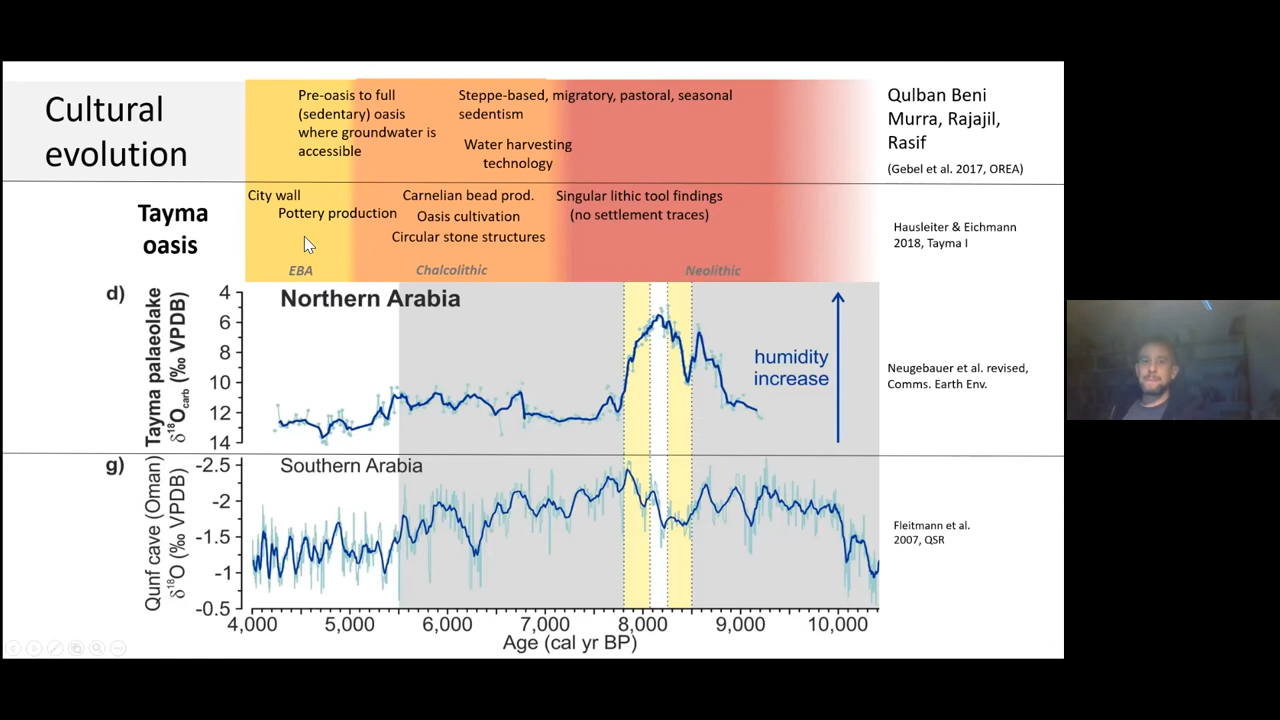 Cultural
evolution
Pre-oasis to full
(sedentary) oasis
where groundwater is
accessible
Steppe-based, migratory, pastoral, seasonal
sedentism
Water harvesting
technology
Qulban Beni
Murra, Rajajil,
Rasif
(Gebel et al. 2017, OREA)
Tayma
oasis
City wall
Pottery production
Carnelian bead prod.
Oasis cultivation
Circular stone structures
Singular lithic tool findings
(no settlement traces)
Hausleiter & Eichmann
2018, Tayma I
EBA
Chalcolithic
Neolithic
d)
Tayma palaeolake
δ¹⁸Ocarb (‰ VPDB)
4
6
8
10
12
14
Northern Arabia
humidity
increase
Neugebauer et al. revised,
Comms. Earth Env.
g)
Qunf cave (Oman)
δ¹⁸O (‰ VPDB)
-2.5
-2
-1.5
-1
-0.5
Southern Arabia
Fleitmann et al.
2007, QSR
4,000 5,000 6,000 7,000 8,000 9,000 10,000
Age (cal yr BP)